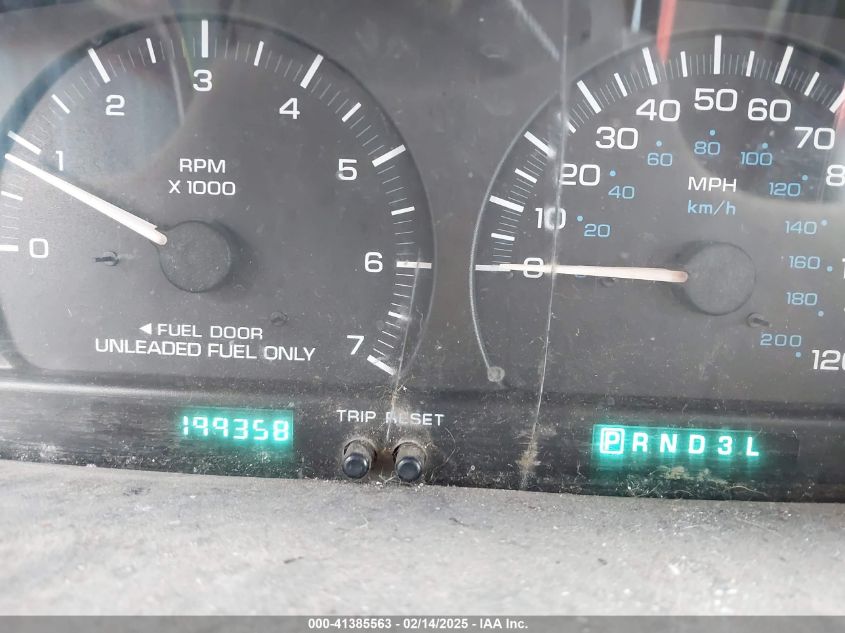 0 1 2 3 4 5 6 7
RPM
X 1000
◄ FUEL DOOR
UNLEADED FUEL ONLY
0 10 20 30 40 50 60 70
20 40 60 80 100 120 140 160 180 200
MPH
km/h
120
TRIP RESET
199358
P R N D 3 L
000-41385563 - 02/14/2025 - IAA Inc.